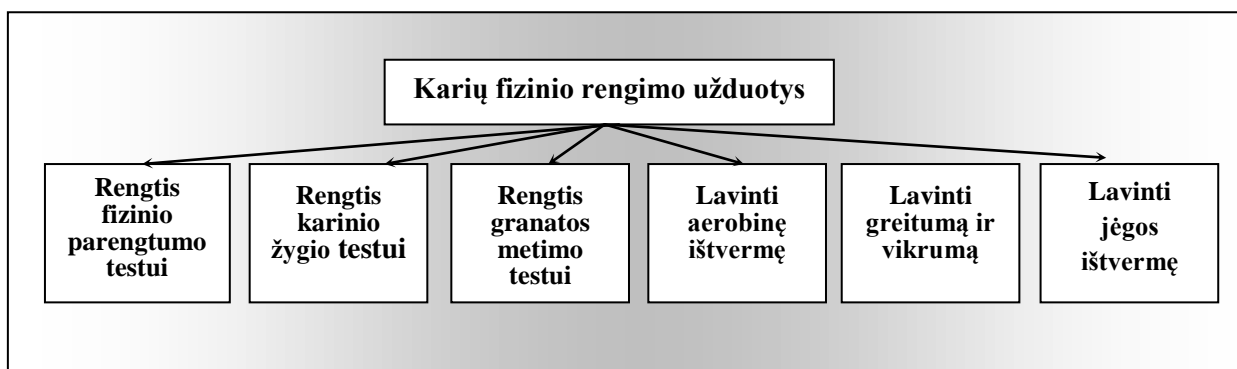 Karių fizinio rengimo užduotys
Rengtis
fizinio
parengtumo
testui
Rengtis
karinio
žygio testui
Rengtis
granatos
metimo
testui
Lavinti
aerobinę
ištvermę
Lavinti
greitumą ir
vikrumą
Lavinti
jėgos
ištvermę